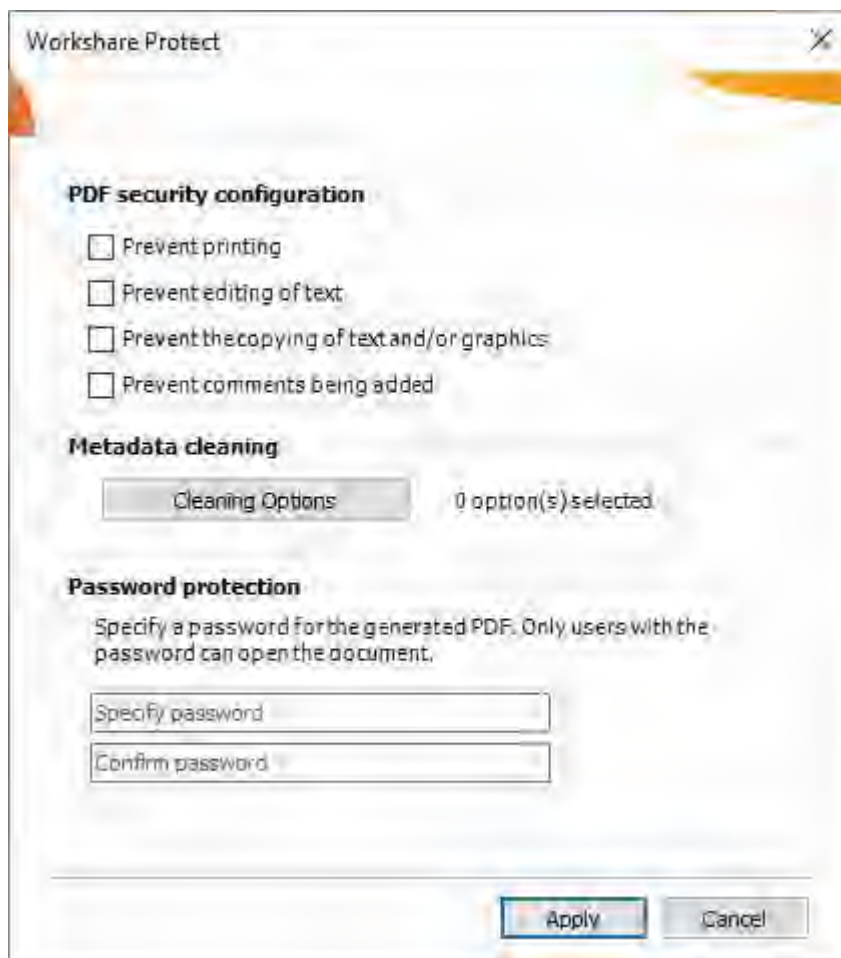 Workshare Protect
PDF security configuration
Prevent printing
Prevent editing of text
Prevent the copying of text and/or graphics
Prevent comments being added
Metadata cleaning
Cleaning Options
0 option(s) selected
Password protection
Specify a password for the generated PDF. Only users with the
password can open the document.
Specify password
Confirm password
Apply
Cancel